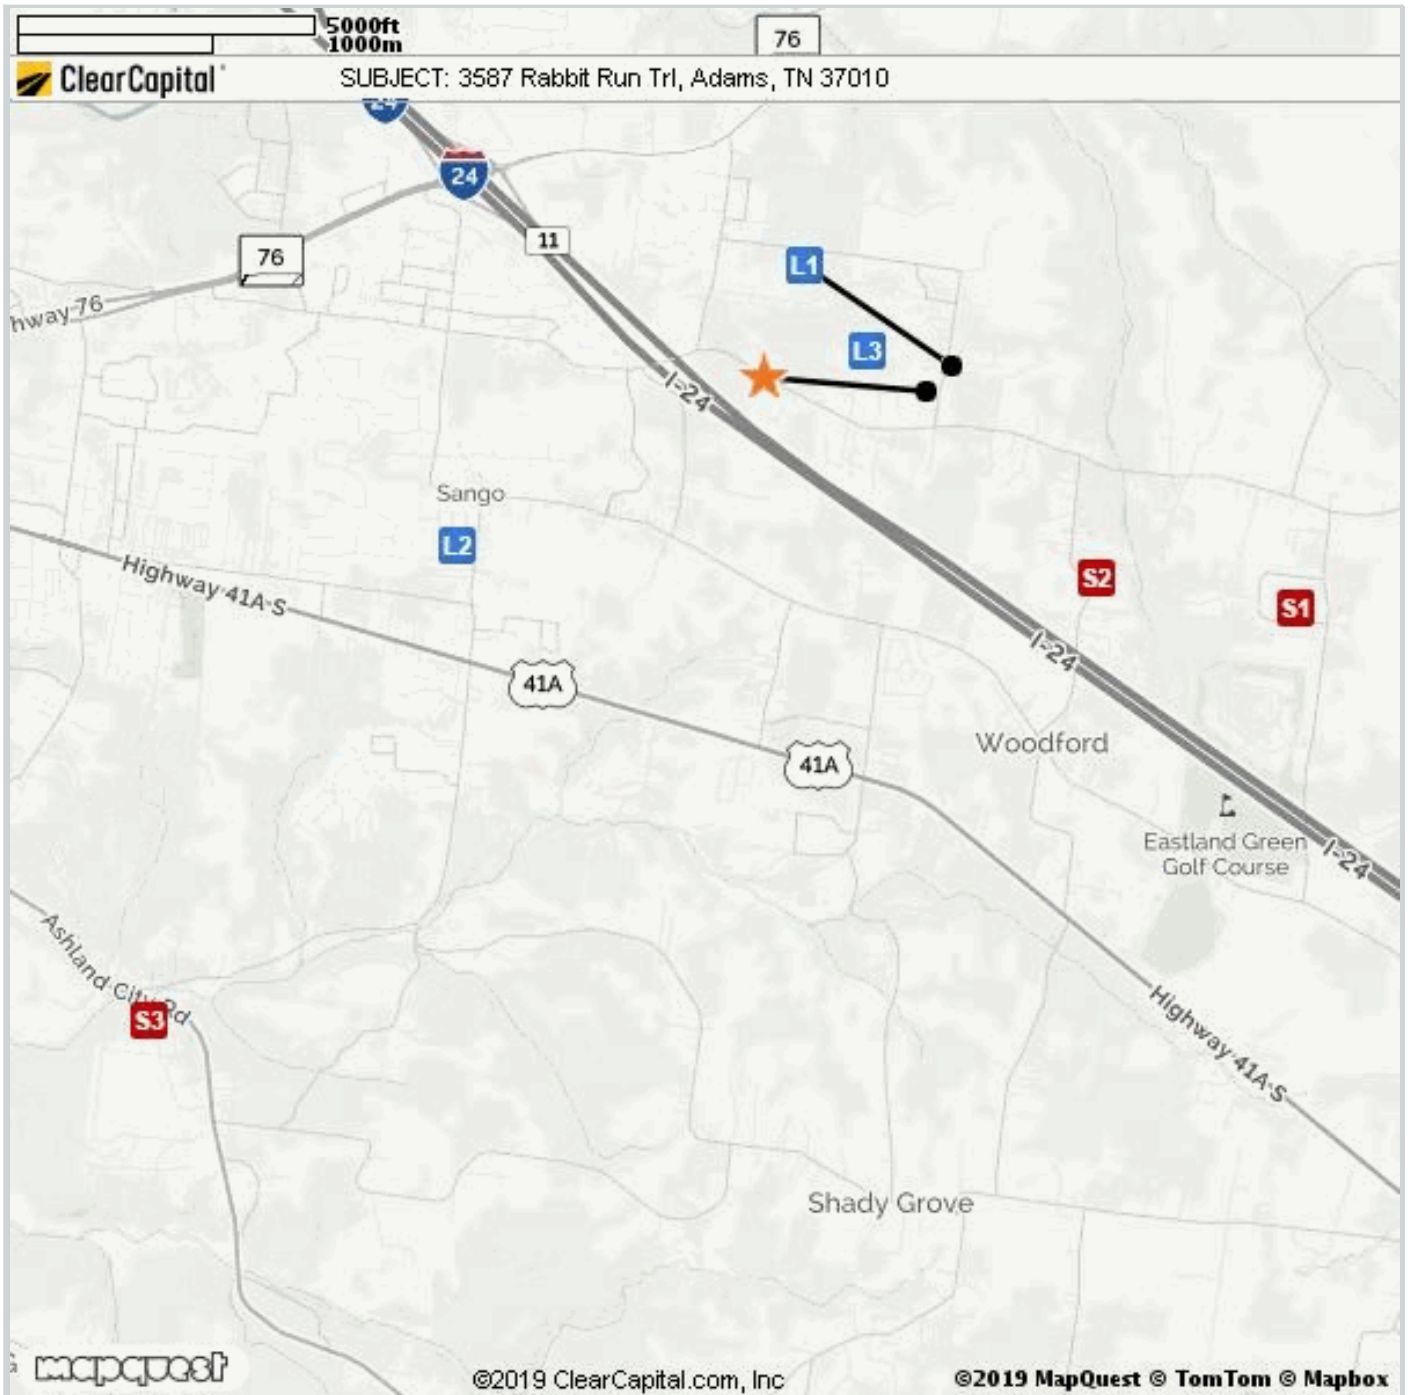 5000ft
1000m
76
ClearCapital
SUBJECT: 3587 Rabbit Run Trl, Adams, TN 37010
24
24
11
76
hway 76
L1
L3
I-24
Sango
L2
Highway 41A S
S2
S1
I-24
41A
Woodford
41A
Eastland Green
Golf Course
I-24
Ashland City Rd
S3
Highway 41A S
Shady Grove
mapquest
©2019 ClearCapital.com, Inc
©2019 MapQuest © TomTom © Mapbox